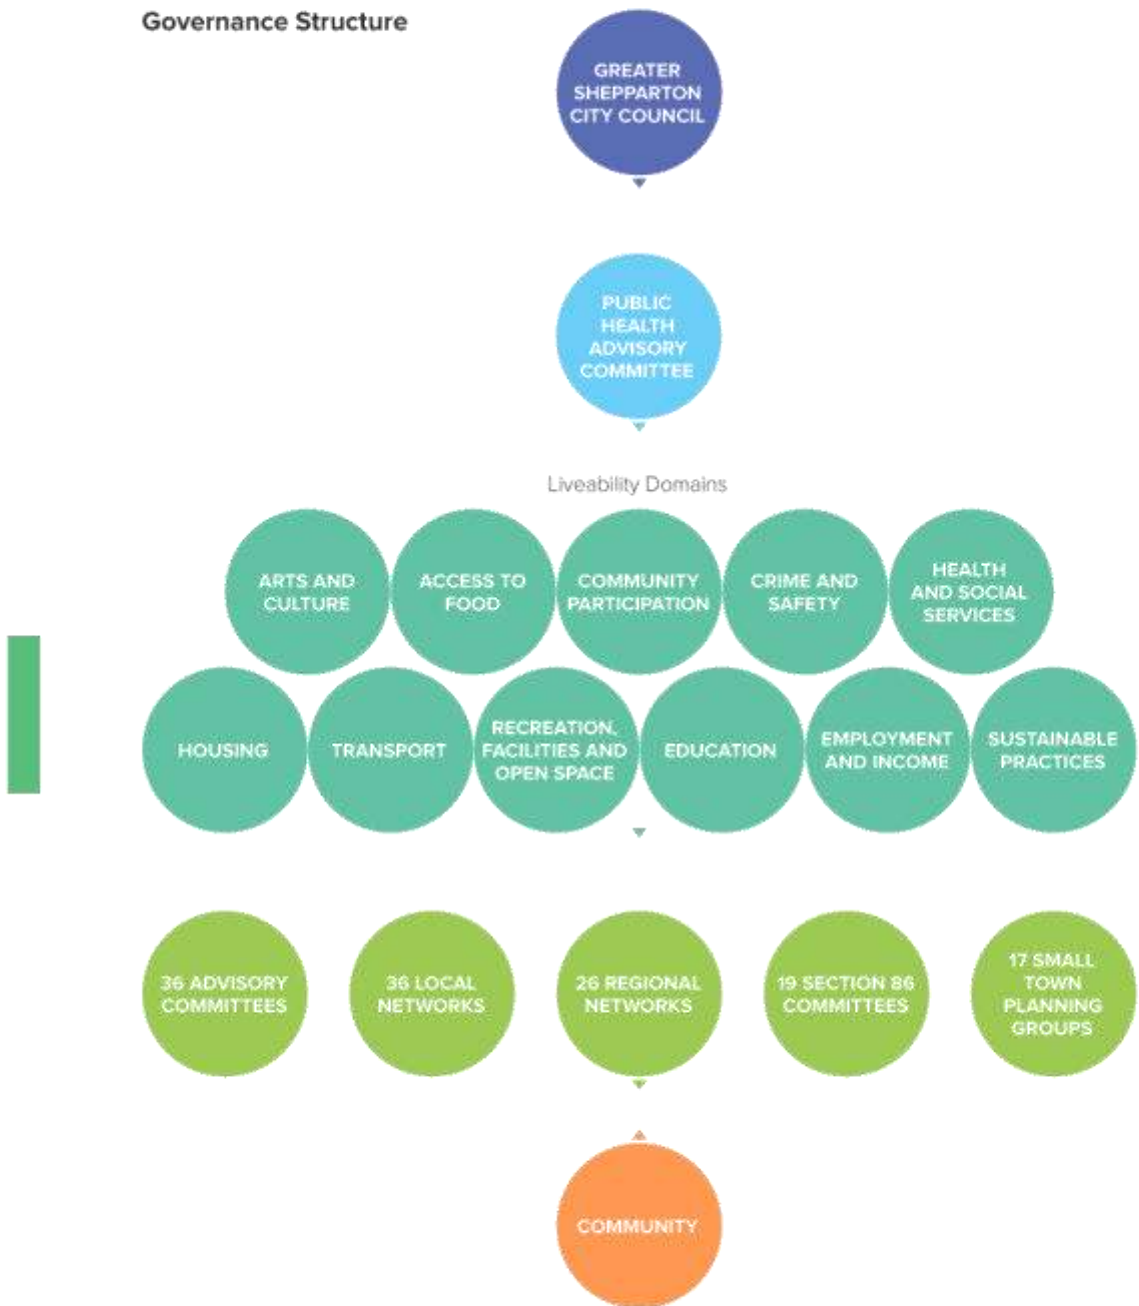 Governance Structure
GREATER
SHEPPARTON
CITY COUNCIL
PUBLIC
HEALTH
ADVISORY
COMMITTEE
Liveability Domains
ARTS AND
CULTURE
ACCESS TO
FOOD
COMMUNITY
PARTICIPATION
CRIME AND
SAFETY
HEALTH
AND SOCIAL
SERVICES
HOUSING
TRANSPORT
RECREATION,
FACILITIES AND
OPEN SPACE
EDUCATION
EMPLOYMENT
AND INCOME
SUSTAINABLE
PRACTICES
36 ADVISORY
COMMITTEES
36 LOCAL
NETWORKS
26 REGIONAL
NETWORKS
19 SECTION 86
COMMITTEES
17 SMALL
TOWN
PLANNING
GROUPS
COMMUNITY